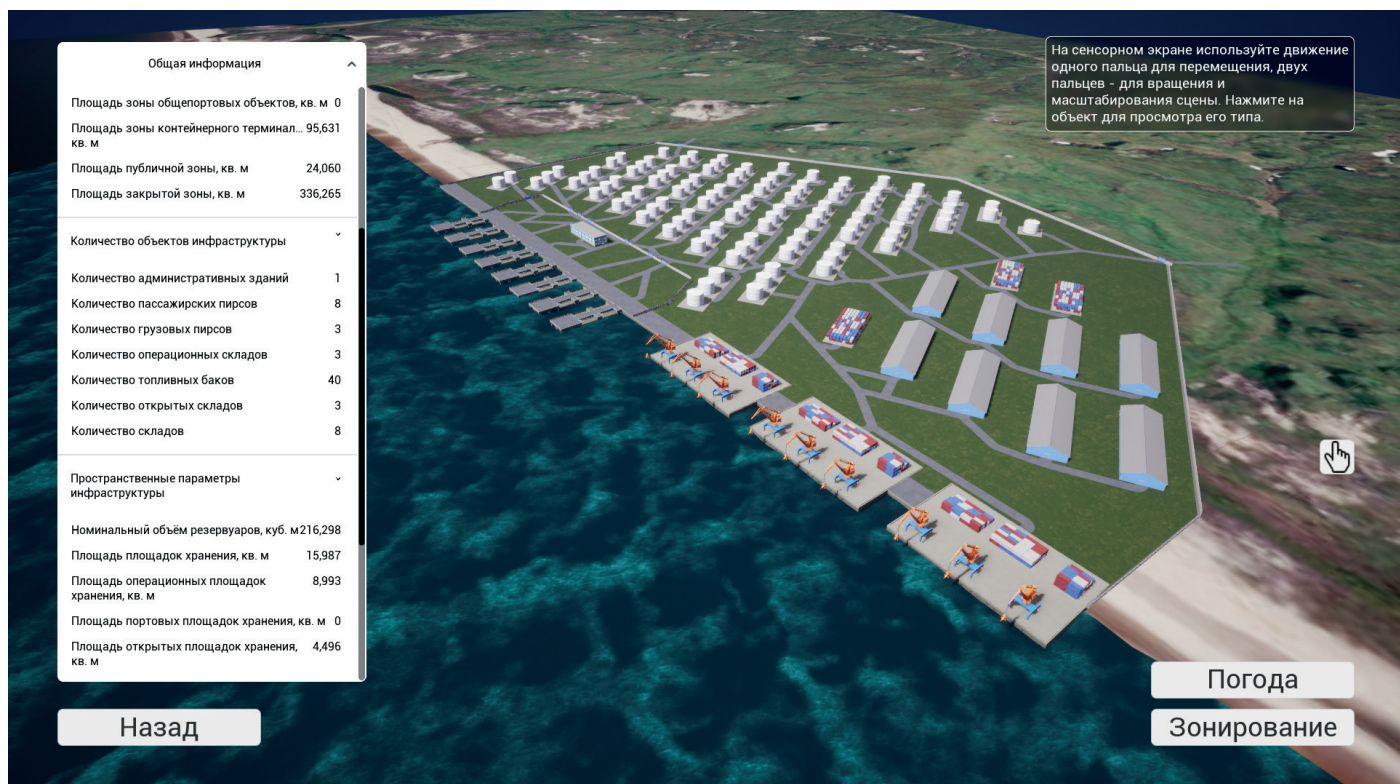 Общая информация
Площадь зоны общепортовых объектов, кв. м 0
Площадь зоны контейнерного терминал... 95,631
кв. м
Площадь публичной зоны, кв. м 24,060
Площадь закрытой зоны, кв. м 336,265
Количество объектов инфраструктуры
Количество административных зданий 1
Количество пассажирских пирсов 8
Количество грузовых пирсов 3
Количество операционных складов 3
Количество топливных баков 40
Количество открытых складов 3
Количество складов 8
Пространственные параметры
инфраструктуры
Номинальный объём резервуаров, куб. м 216,298
Площадь площадок хранения, кв. м 15,987
Площадь операционных площадок 8,993
хранения, кв. м
Площадь портовых площадок хранения, кв. м 0
Площадь открытых площадок хранения, 4,496
кв. м
Назад
На сенсорном экране используйте движение
одного пальца для перемещения, двух
пальцев - для вращения и
масштабирования сцены. Нажмите на
объект для просмотра его типа.
Погода
Зонирование